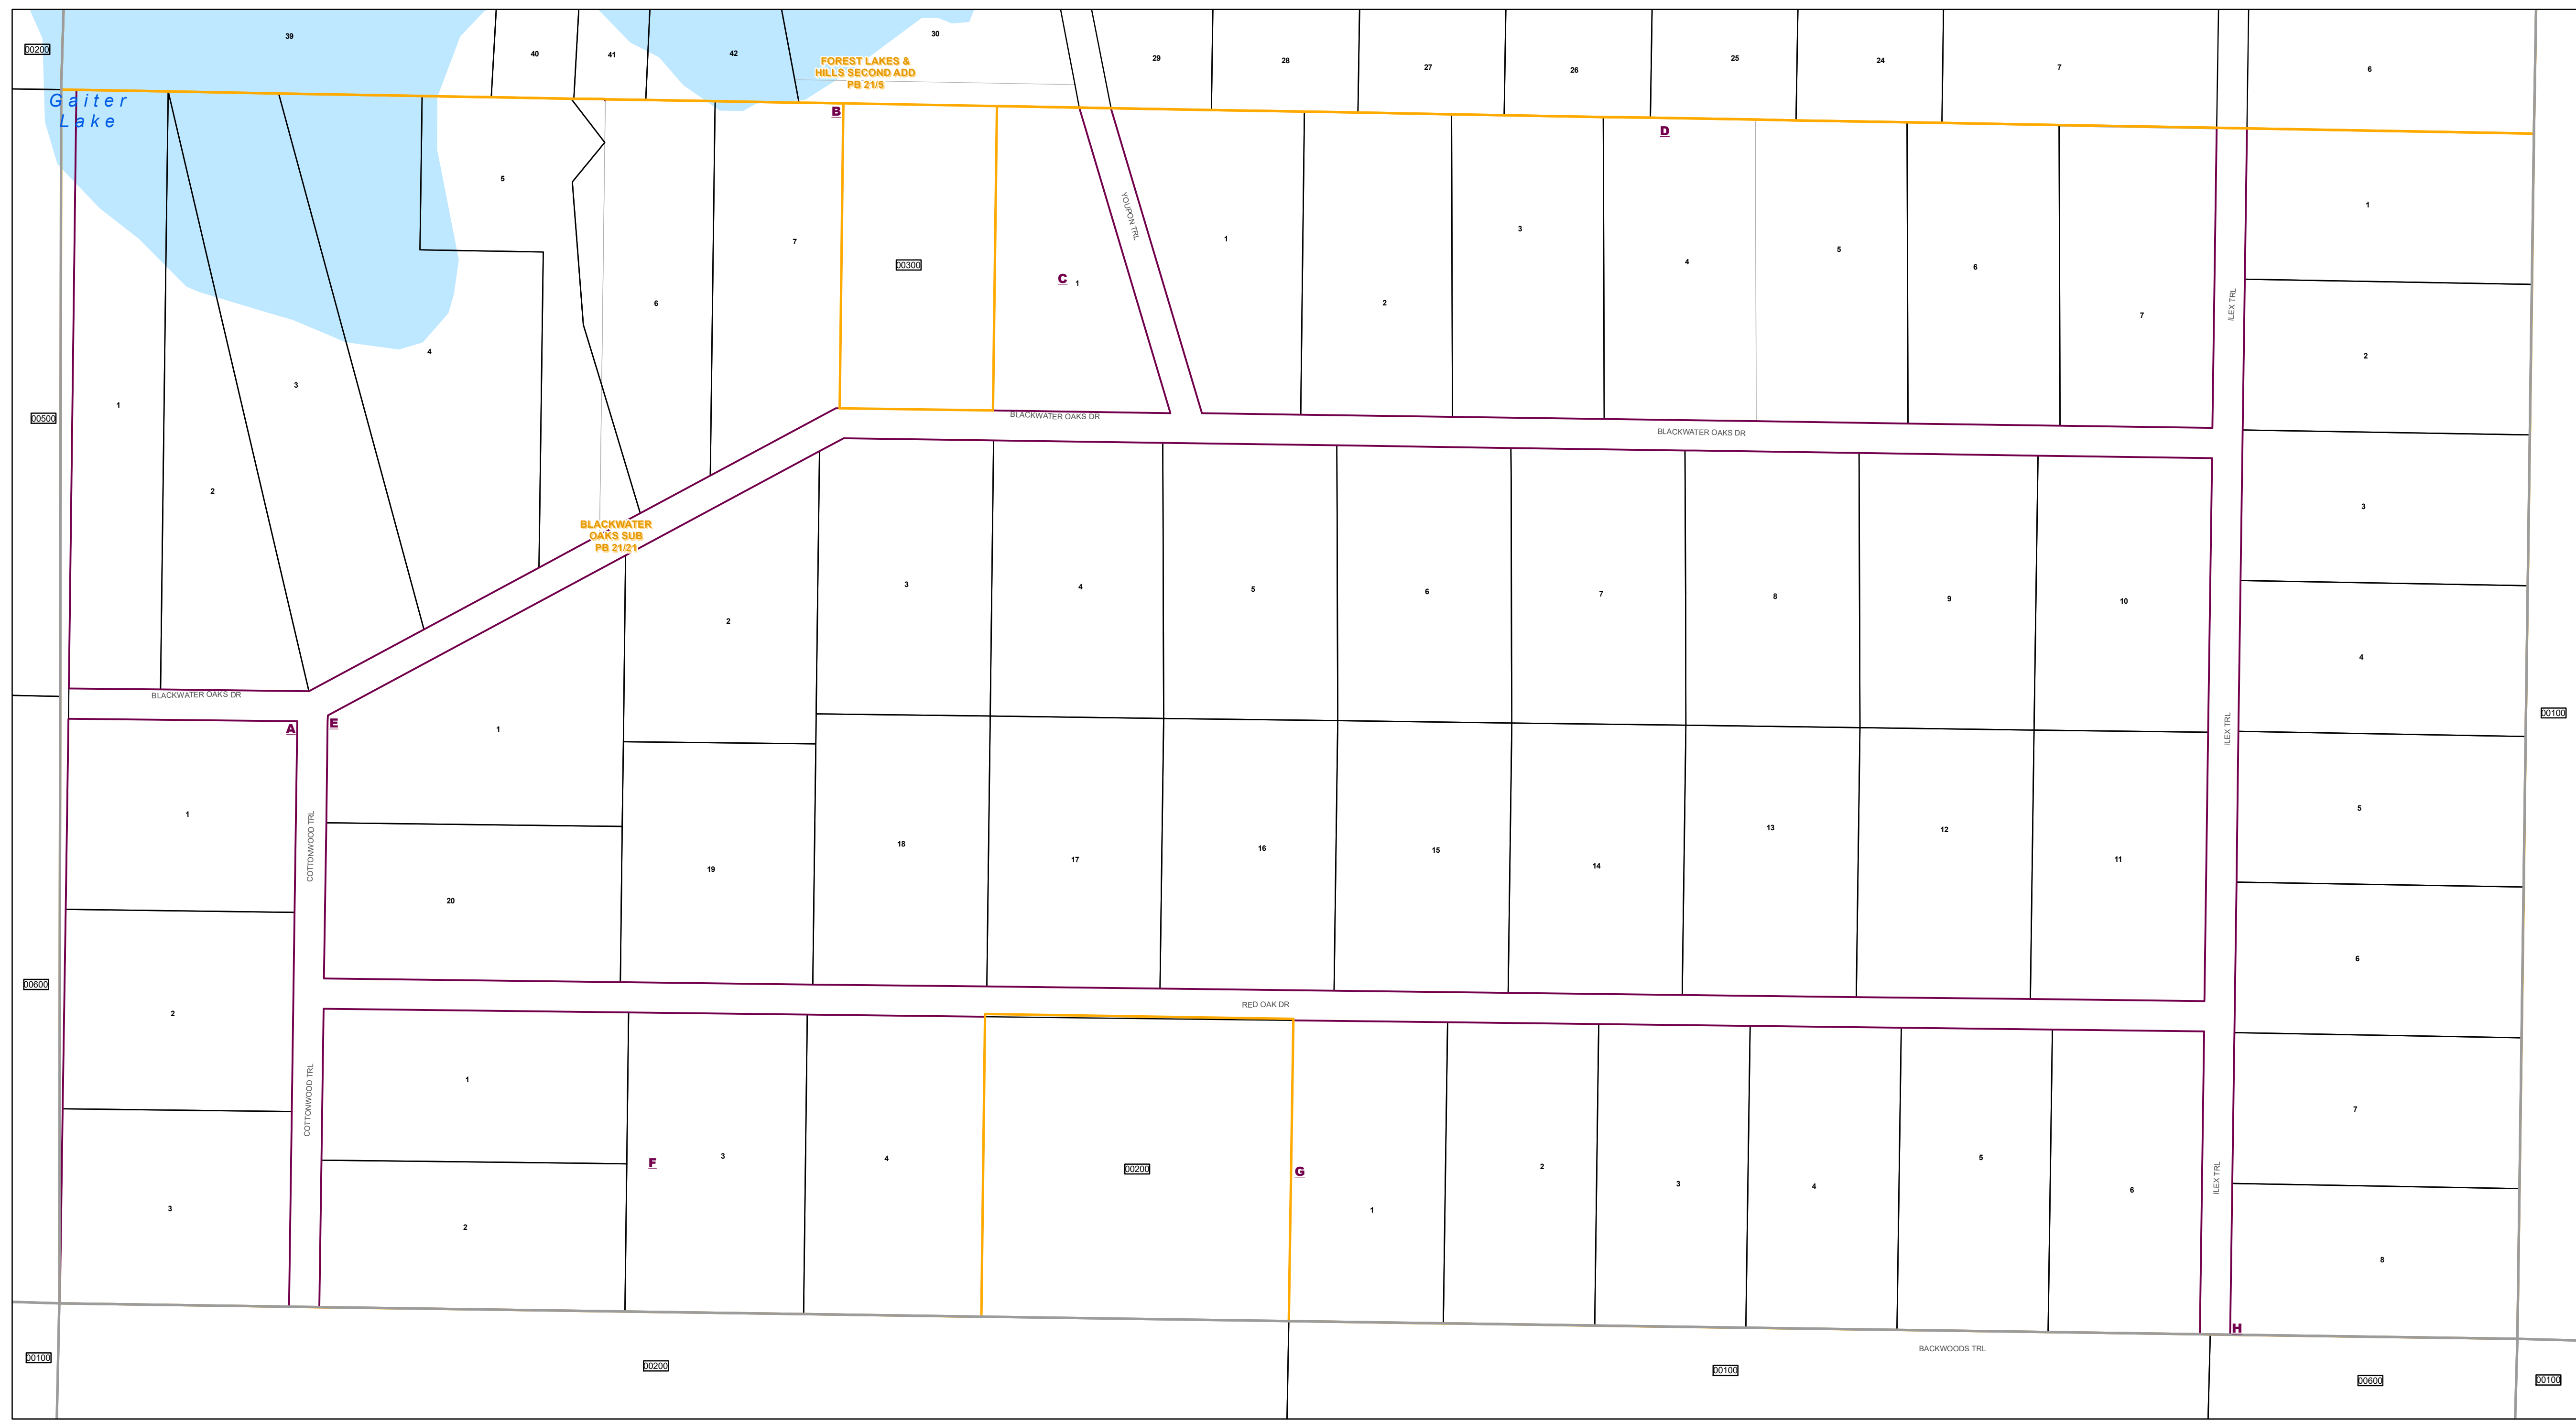 00200
39
40
41
42
30
29
28
27
26
25
24
7
6
FOREST LAKES &
HILLS SECOND ADD
PB 21/5
Gaiter
Lake
B
D
5
7
00300
C
1
YOUPON TRL
1
2
3
4
5
6
7
ILEX TRL
1
2
6
4
3
1
2
00500
BLACKWATER OAKS DR
BLACKWATER OAKS DR
3
4
BLACKWATER
OAKS SUB
PB 21/21
2
3
4
5
6
7
8
9
10
BLACKWATER OAKS DR
A
E
1
ILEX TRL
00100
1
COTTONWOOD TRL
20
19
18
17
16
15
14
13
12
11
5
6
00600
2
RED OAK DR
COTTONWOOD TRL
1
F
3
4
00200
G
2
3
4
5
6
1
ILEX TRL
7
3
2
8
H
BACKWOODS TRL
00100
00200
00100
00600
00100